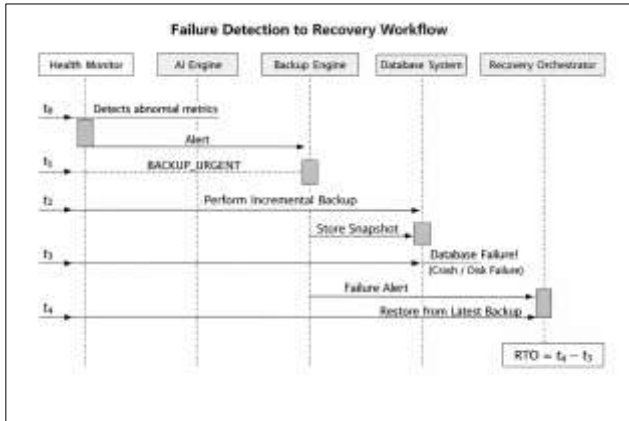 Failure Detection to Recovery Workflow
Health Monitor
AI Engine
Backup Engine
Database System
Recovery Orchestrator
t₀
Detects abnormal metrics
Alert
t₁
BACKUP_URGENT
t₂
Perform Incremental Backup
Store Snapshot
t₃
Database Failure!
(Crash / Disk Failure)
Failure Alert
t₄
Restore from Latest Backup
RTO = t₄ − t₃